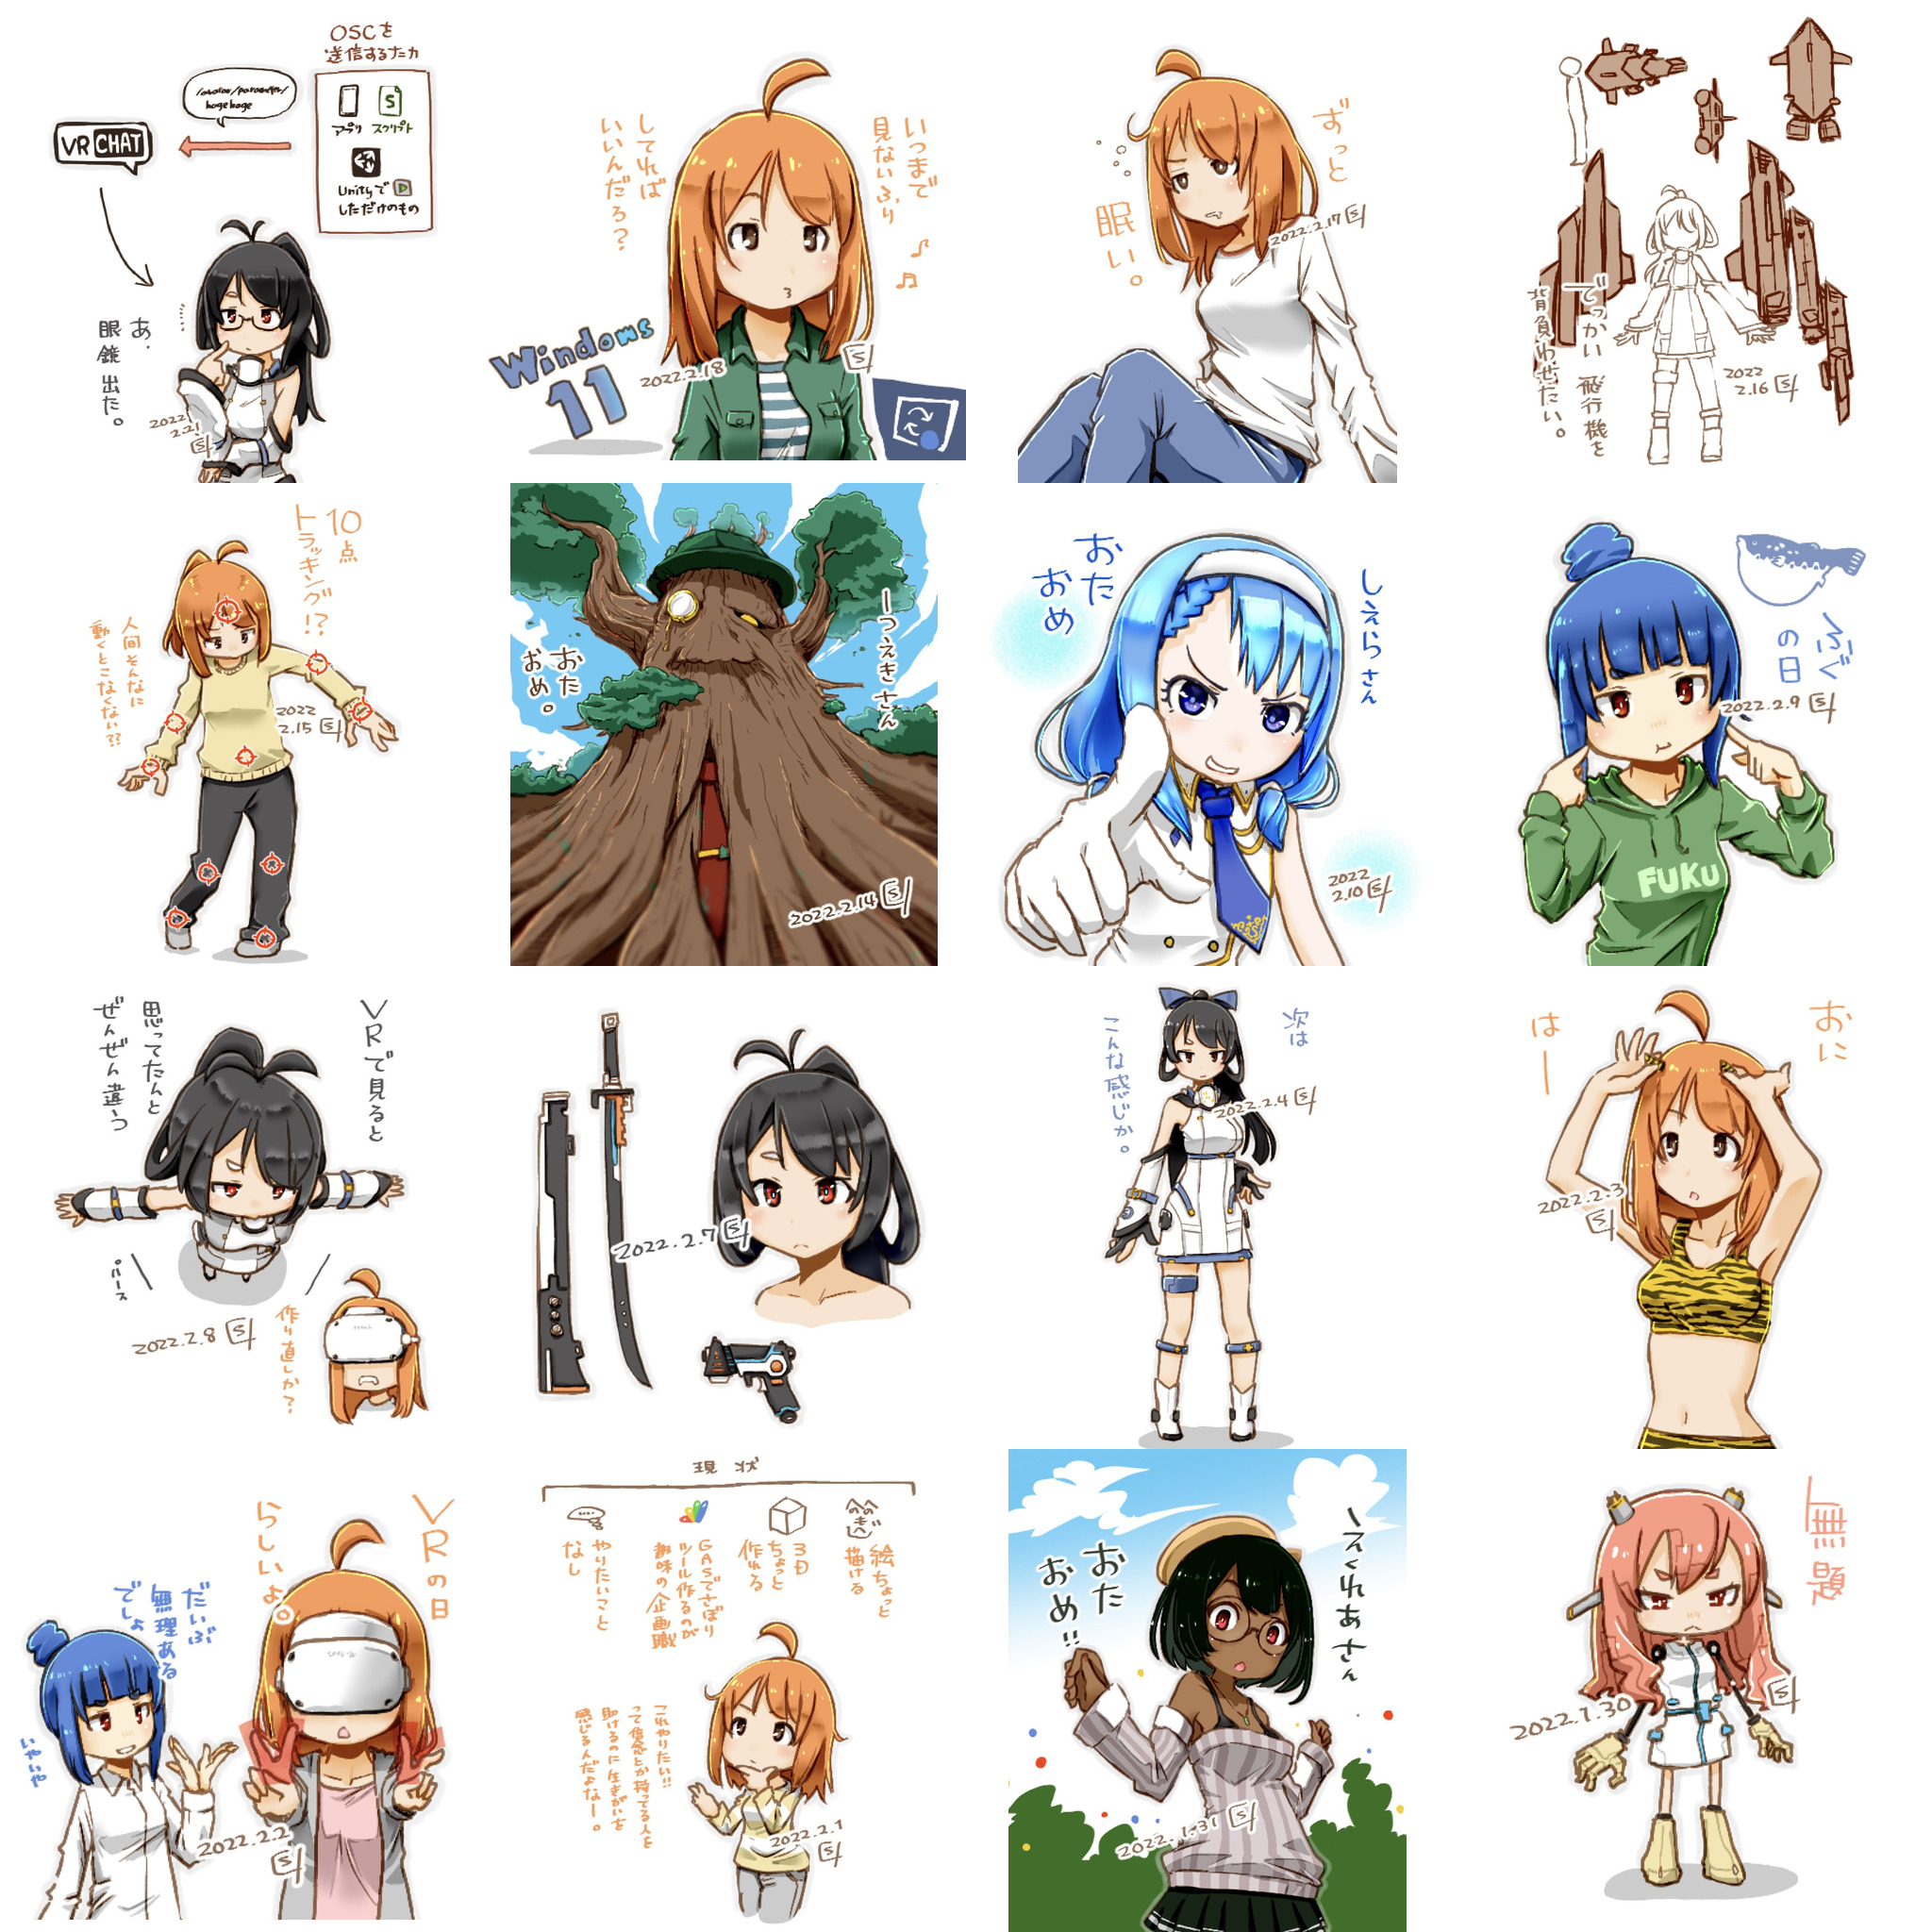 OSCを
送信するナニカ
/avatar/parameter/
hogehoge
アプリ
スクリプト
Unityで
しただけのもの
VRCHAT
あ、
眼鏡出た。
2022
2.21
いつまで
見ないふり
してれば
いいんだろ？
Windows
11
2022.2.18
ずっと
眠い。
2022.2.17
でっかい飛行機を
背負わせたい。
2022
2.16
10点
トラッキング!?
人間そんなに
動くとこなくない??
2022
2.15
ーつえきさん
おた
おめ。
2022.2.14
しえらさん
おた
おめ
2022
2.10
ふぐ
の日
2022.2.9
FUKU
VRで見ると
思ってたんと
ぜんぜん違う
パース
作り直しか？
2022.2.8
2022.2.7
次は
こんな感じか。
2022.2.4
おに
はー
2022.2.3
VRの日
らしいよ。
だいぶ
無理ある
でしょ
いやいや
2022.2.2
現状
絵ちょっと
描ける
3D
ちょっと
作れる
GASでさぼり
ツール作るのが
趣味の企画職
やりたいこと
なし
これやりたい!!
って信念とか持ってる人を
助けるのに生きがいを
感じるんだよなー。
2022.2.1
ーえくれあさん
おた
おめ!!
2022.1.31
無題
2022.1.30